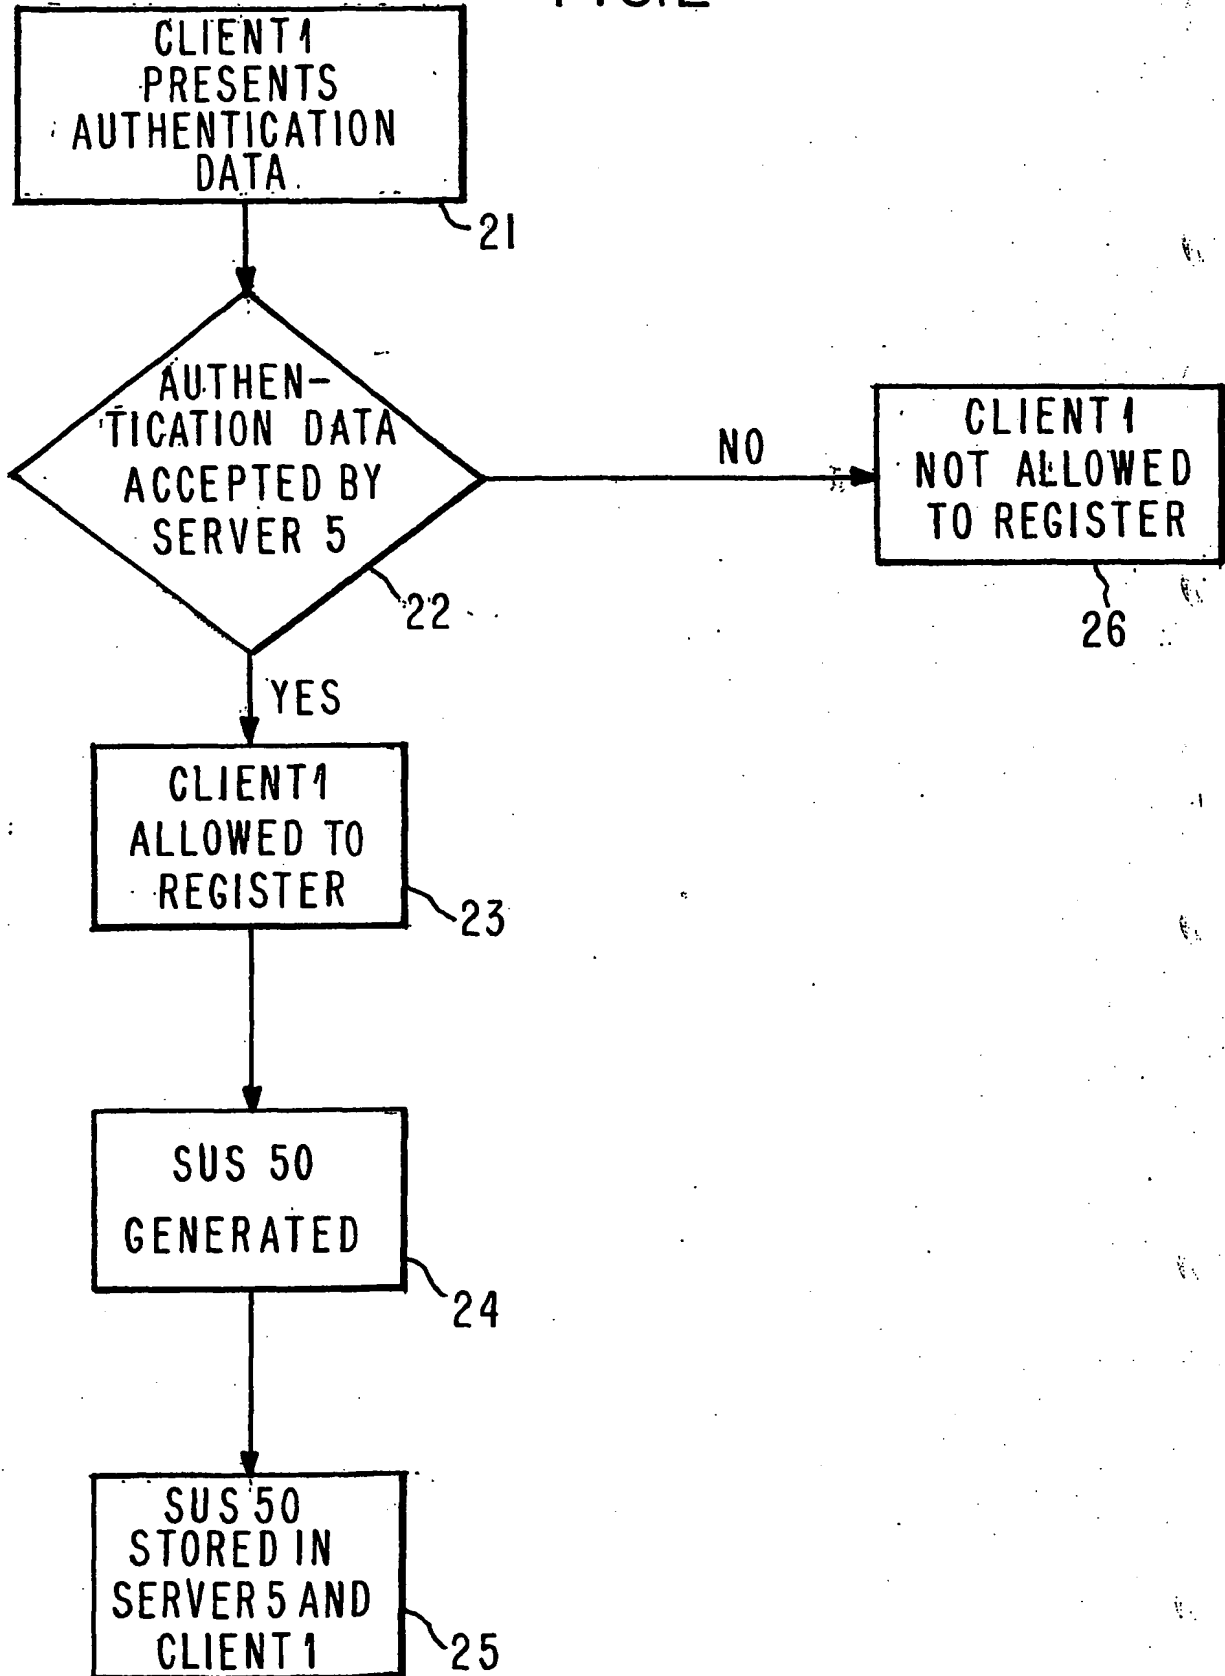 CLIENT 1
PRESENTS
AUTHENTICATION
DATA
21
AUTHEN-
TICATION DATA
ACCEPTED BY
SERVER 5
22
NO
CLIENT 1
NOT ALLOWED
TO REGISTER
26
YES
CLIENT 1
ALLOWED TO
REGISTER
23
SUS 50
GENERATED
24
SUS 50
STORED IN
SERVER 5 AND
CLIENT 1
25